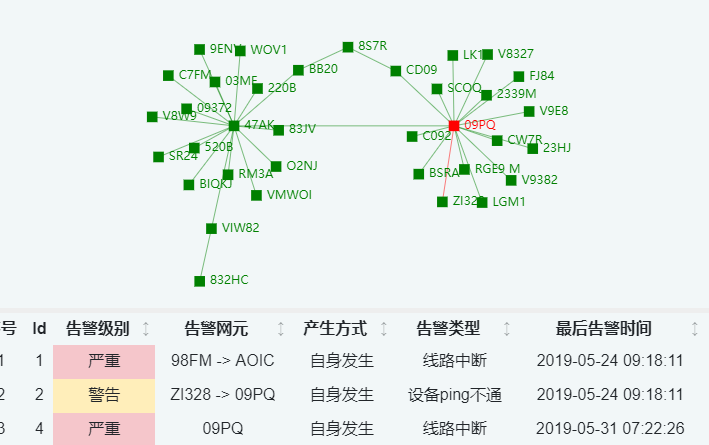 9ENV WOV1 8S7R LK1 V8327
C7FM 03MF 220B BB20 CD09 SCOQ 2339M FJ84
V8W9 09372 47AK 83JV C092 09PQ V9E8
SR24 520B O2NJ CW7R 23HJ
BIQKJ RM3A VMWOI BSRA RGE9 M V9382
ZI328 LGM1
VIW82
832HC
号 Id 告警级别 告警网元 产生方式 告警类型 最后告警时间
1 1 严重 98FM -> AOIC 自身发生 线路中断 2019-05-24 09:18:11
2 2 警告 ZI328 -> 09PQ 自身发生 设备ping不通 2019-05-24 09:18:11
3 4 严重 09PQ 自身发生 线路中断 2019-05-31 07:22:26